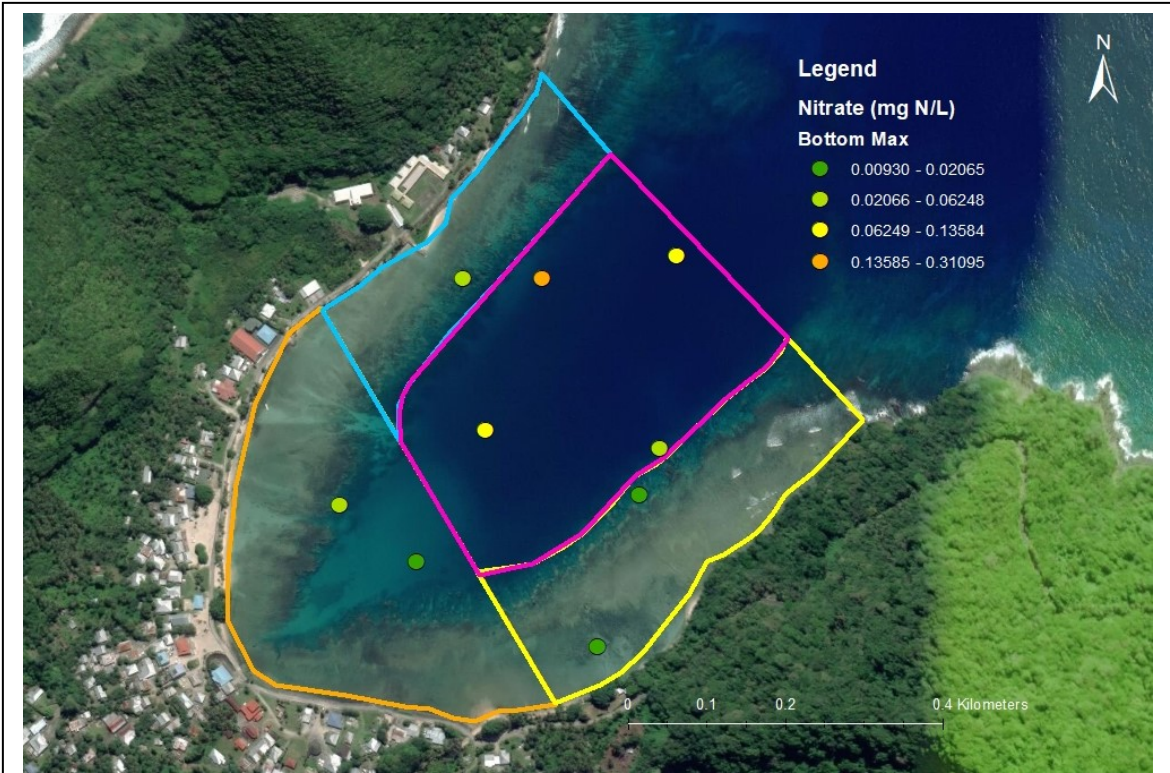 N
Legend
Nitrate (mg N/L)
Bottom Max
0.00930 - 0.02065
0.02066 - 0.06248
0.06249 - 0.13584
0.13585 - 0.31095
0 0.1 0.2 0.4 Kilometers